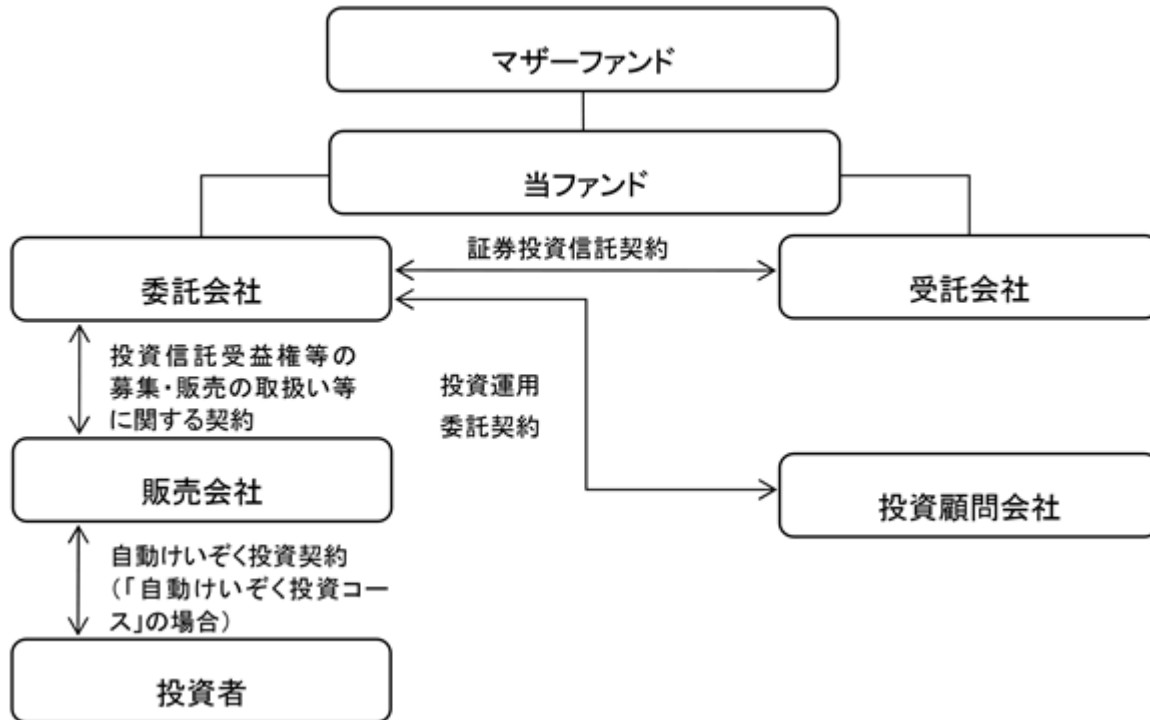 マザーファンド
当ファンド
証券投資信託契約
委託会社
受託会社
投資信託受益権等の
募集・販売の取扱い等
に関する契約
投資運用
委託契約
販売会社
投資顧問会社
自動けいぞく投資契約
(「自動けいぞく投資コー
ス」の場合)
投資者